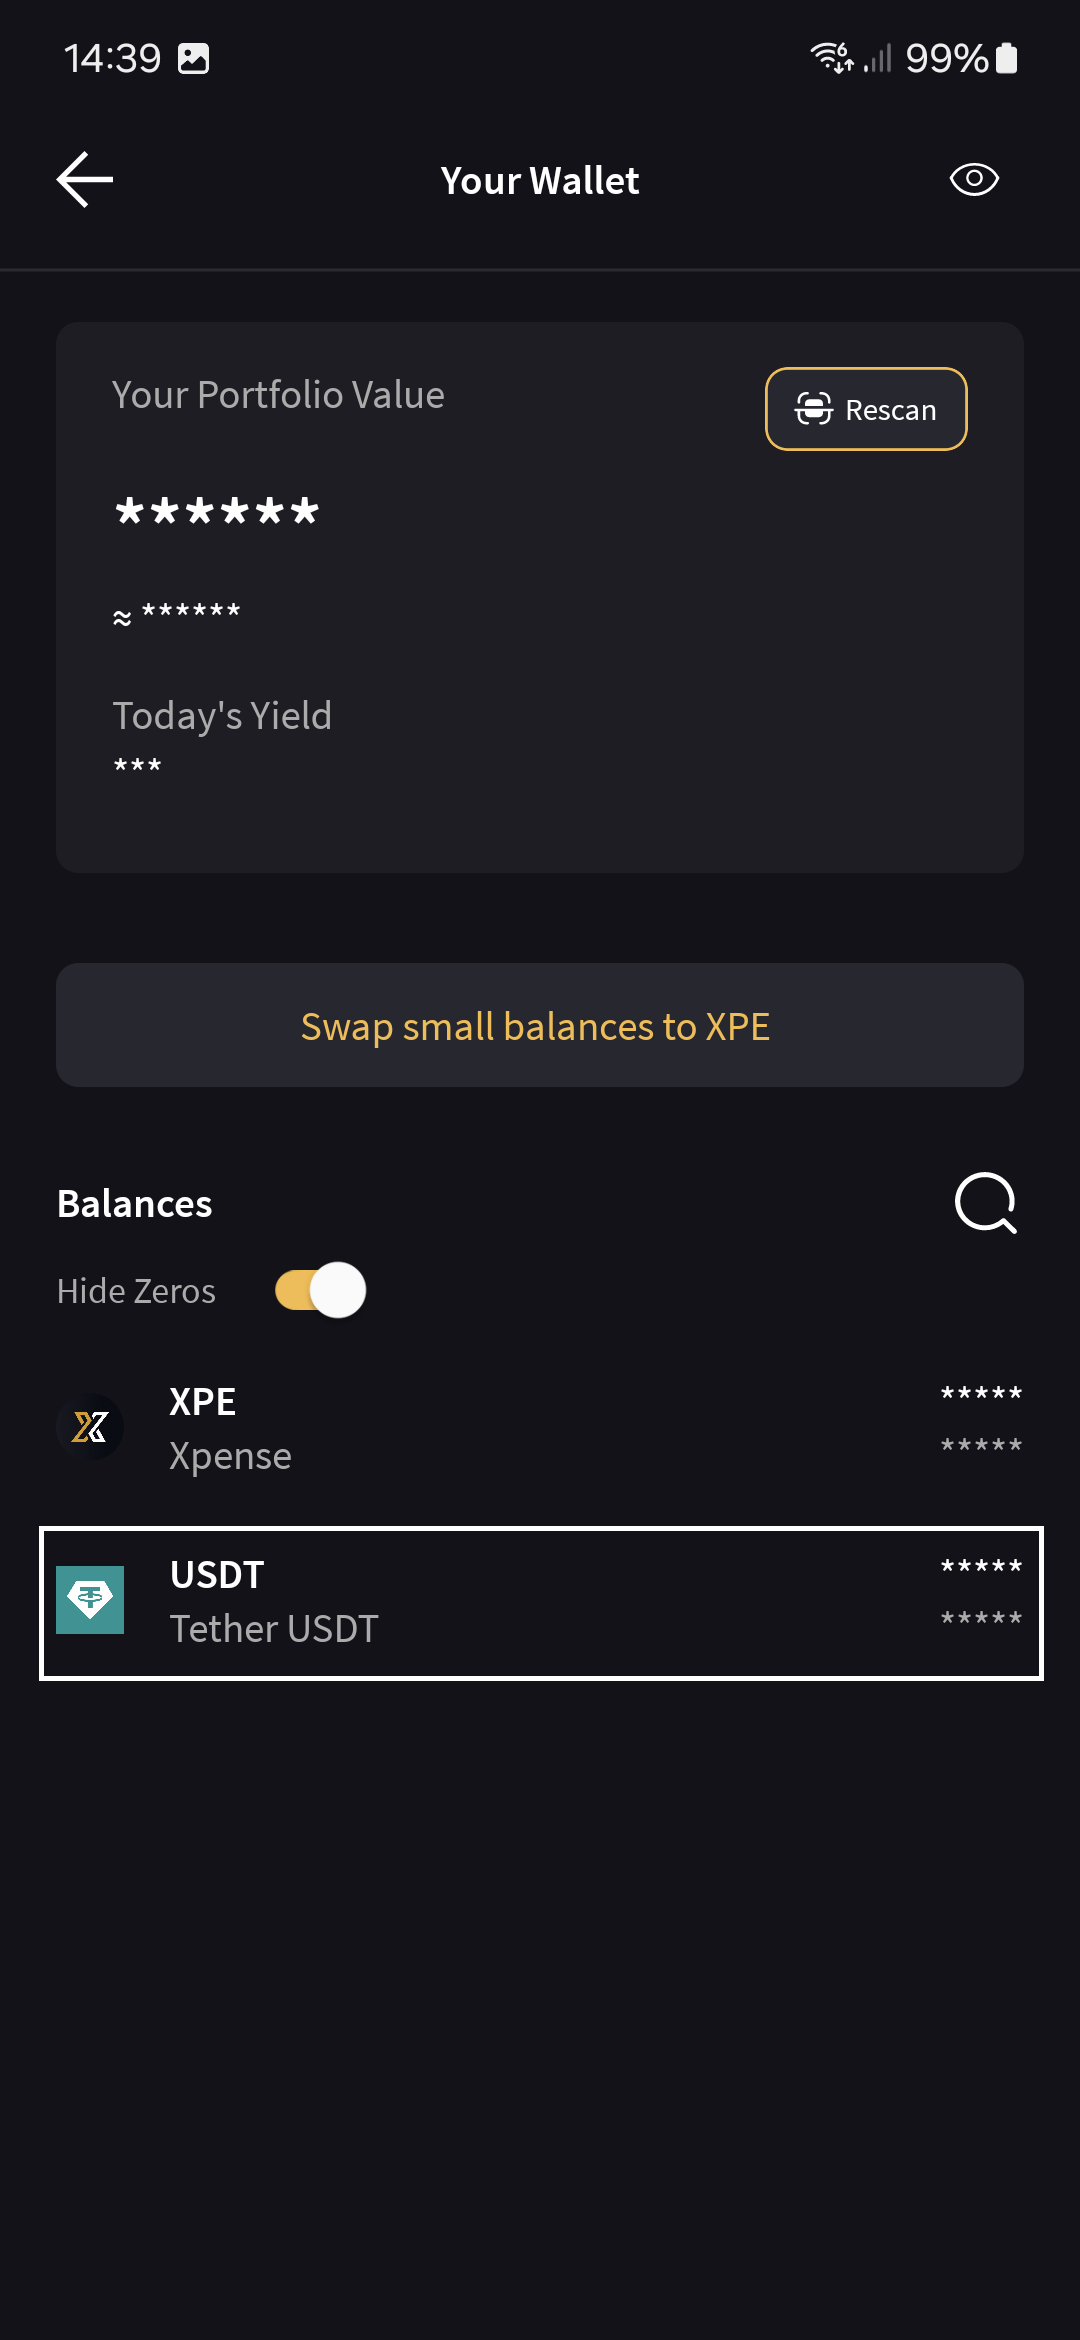 14:39 99%
Your Wallet
Your Portfolio Value
Rescan
******
≈ ******
Today's Yield
***
Swap small balances to XPE
Balances
Hide Zeros
XPE *****
Xpense *****
USDT *****
Tether USDT *****